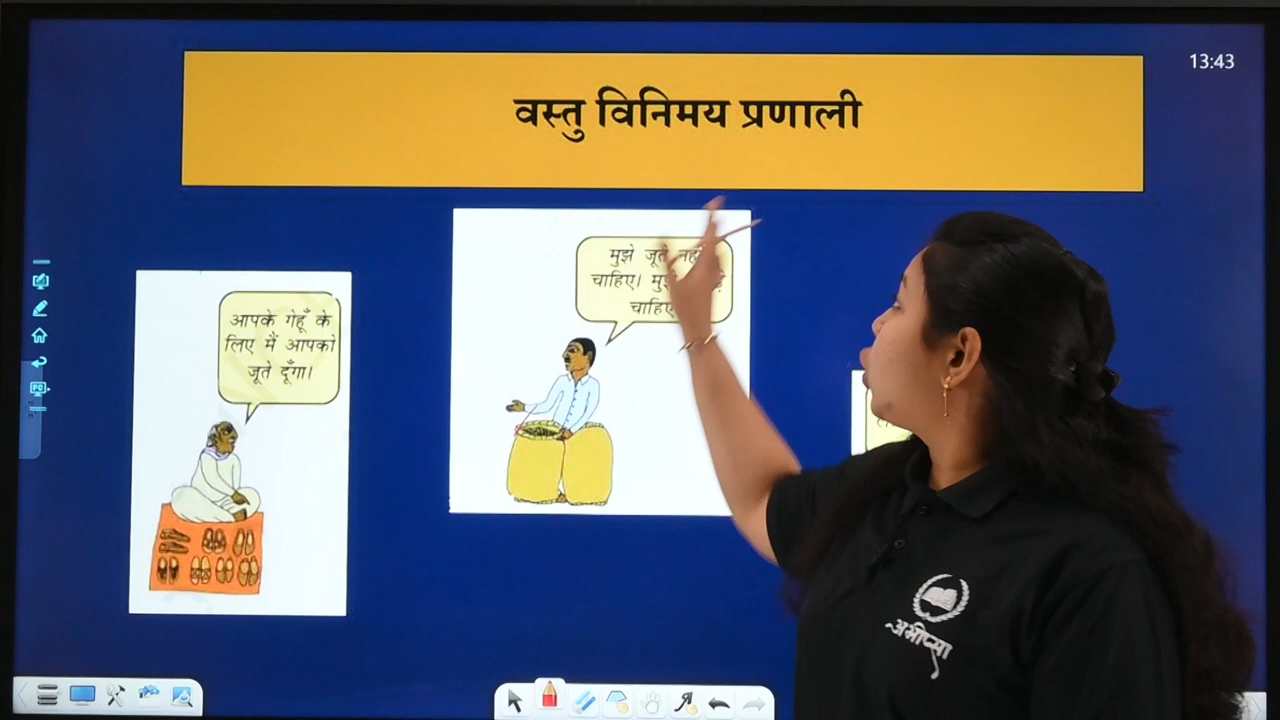 वस्तु विनिमय प्रणाली
13:43
मुझे जूते
चाहिए।
चाहिए
आपके गेहूँ के
लिए मैं आपको
जूते दूँगा।
अभीप्सा